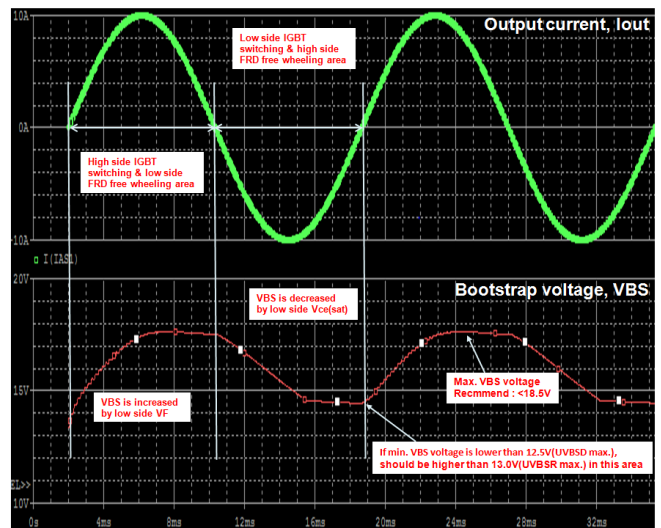 10A
Output current, Iout
Low side IGBT
switching & high side
FRD free wheeling area
0A
High side IGBT
switching & low side
FRD free wheeling area
-10A
I(IAS1)
20V
Bootstrap voltage, VBS
VBS is decreased
by low side Vce(sat)
Max. VBS voltage
Recmmend : <18.5V
15V
VBS is increased
by low side VF
If min. VBS voltage is lower than 12.5V(UVBSD max.),
should be higher than 13.0V(UVBSR max.) in this area
EL>>
10V
0s 4ms 8ms 12ms 16ms 20ms 24ms 28ms 32ms